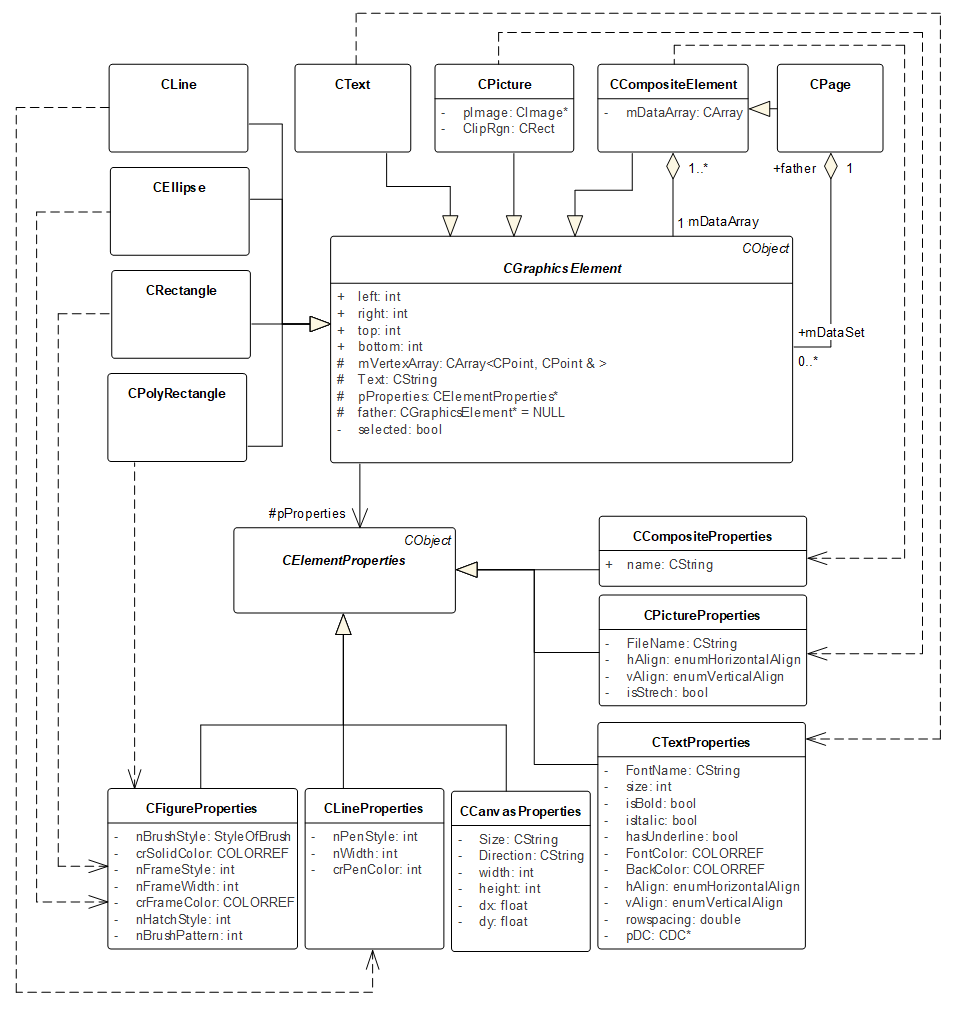 CLine
CText
CPicture
- pImage: CImage*
- ClipRgn: CRect
CCompositeElement
- mDataArray: CArray
CPage
CEllipse
1..*
+father
1
1 mDataArray
CRectangle
CObject
CGraphicsElement
+ left: int
+ right: int
+ top: int
+ bottom: int
# mVertexArray: CArray<CPoint, CPoint & >
# Text: CString
# pProperties: CElementProperties*
# father: CGraphicsElement* = NULL
- selected: bool
+mDataSet
0..*
CPolyRectangle
#pProperties
CObject
CElementProperties
CCompositeProperties
+ name: CString
CPictureProperties
- FileName: CString
- hAlign: enumHorizontalAlign
- vAlign: enumVerticalAlign
- isStrech: bool
CTextProperties
- FontName: CString
- size: int
- isBold: bool
- isItalic: bool
- hasUnderline: bool
- FontColor: COLORREF
- BackColor: COLORREF
- hAlign: enumHorizontalAlign
- vAlign: enumVerticalAlign
- rowspacing: double
- pDC: CDC*
CFigureProperties
- nBrushStyle: StyleOfBrush
- crSolidColor: COLORREF
- nFrameStyle: int
- nFrameWidth: int
- crFrameColor: COLORREF
- nHatchStyle: int
- nBrushPattern: int
CLineProperties
- nPenStyle: int
- nWidth: int
- crPenColor: int
CCanvasProperties
- Size: CString
- Direction: CString
- width: int
- height: int
- dx: float
- dy: float